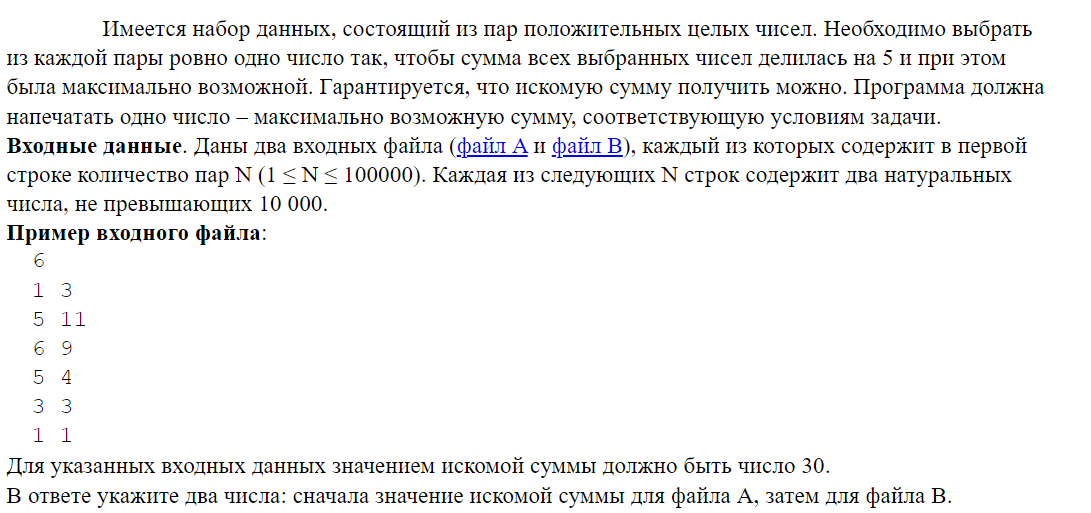 Имеется набор данных, состоящий из пар положительных целых чисел. Необходимо выбрать
из каждой пары ровно одно число так, чтобы сумма всех выбранных чисел делилась на 5 и при этом
была максимально возможной. Гарантируется, что искомую сумму получить можно. Программа должна
напечатать одно число – максимально возможную сумму, соответствующую условиям задачи.
Входные данные. Даны два входных файла (файл A и файл B), каждый из которых содержит в первой
строке количество пар N (1 ≤ N ≤ 100000). Каждая из следующих N строк содержит два натуральных
числа, не превышающих 10 000.
Пример входного файла:
6
1 3
5 11
6 9
5 4
3 3
1 1
Для указанных входных данных значением искомой суммы должно быть число 30.
В ответе укажите два числа: сначала значение искомой суммы для файла A, затем для файла B.